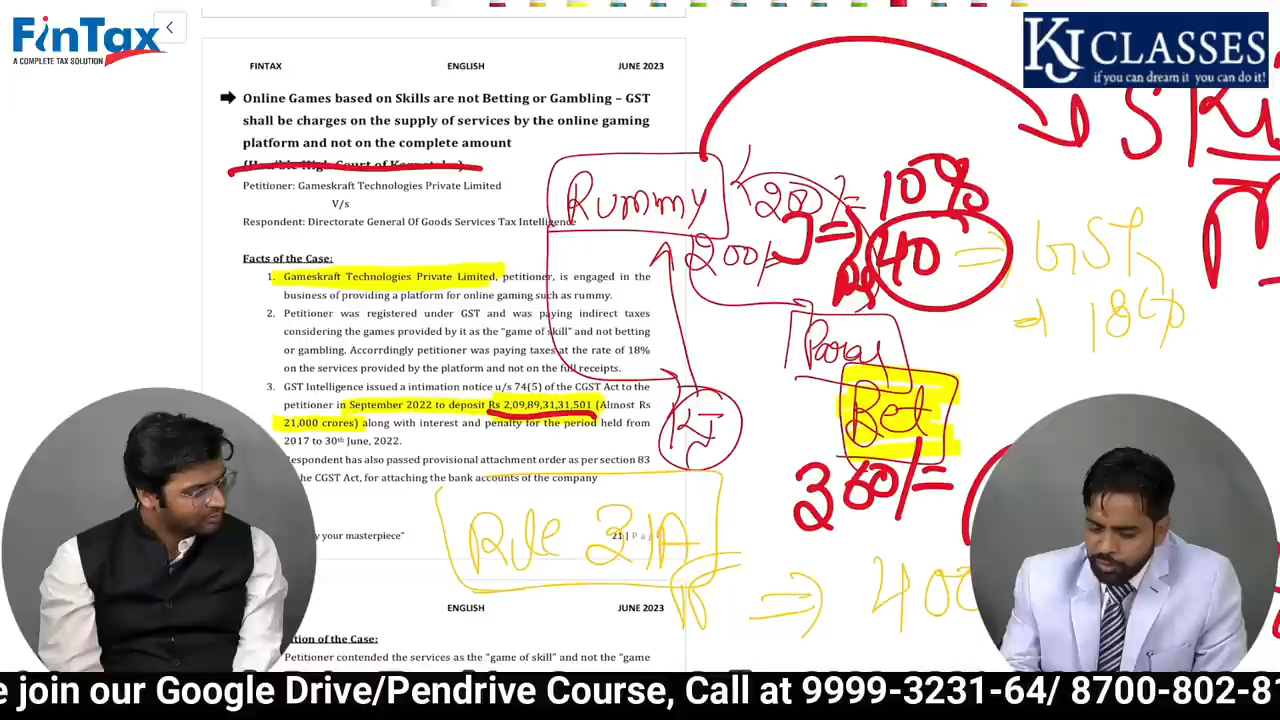 FinTax
A COMPLETE TAX SOLUTION
KJ CLASSES
if you can dream it you can do it!
FINTAX ENGLISH JUNE 2023
Online Games based on Skills are not Betting or Gambling – GST
shall be charges on the supply of services by the online gaming
platform and not on the complete amount
Petitioner: Gameskraft Technologies Private Limited
V/s
Respondent: Directorate General Of Goods Services Tax Intelligence
Facts of the Case:
1. Gameskraft Technologies Private Limited, petitioner, is engaged in the
business of providing a platform for online gaming such as rummy.
2. Petitioner was registered under GST and was paying indirect taxes
considering the games provided by it as the "game of skill" and not betting
or gambling. Accorrdingly petitioner was paying taxes at the rate of 18%
on the services provided by the platform and not on the full receipts.
3. GST Intelligence issued a intimation notice u/s 74(5) of the CGST Act to the
petitioner in September 2022 to deposit Rs 2,09,89,31,31,501 (Almost Rs
21,000 crores) along with interest and penalty for the period held from
2017 to 30th June, 2022.
Respondent has also passed provisional attachment order as per section 83
CGST Act, for attaching the bank accounts of the company
y your masterpiece"
21 | P a
ENGLISH JUNE 2023
tion of the Case:
Petitioner contended the services as the "game of skill" and not the "game
Rummy
200/=
10%
200/=
40
GST
18%
Paras
KJ
Bet
360/=
Rule 31A
400
e join our Google Drive/Pendrive Course, Call at 9999-3231-64/ 8700-802-81